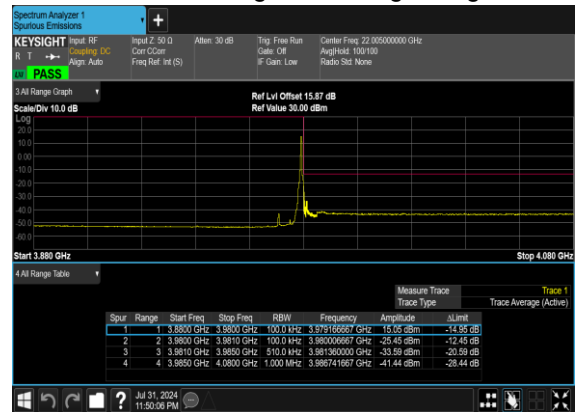 Spectrum Analyzer 1
Spurious Emissions
KEYSIGHT Input: RF Input Z: 50 Ω Atten: 30 dB Trig: Free Run Center Freq: 22.005000000 GHz
R T Coupling: DC Corr CCorr Gate: Off Avg|Hold: 100/100
Align: Auto Freq Ref: Int (S) IF Gain: Low Radio Std: None
PASS
3 All Range Graph
Ref Lvl Offset 15.87 dB
Scale/Div 10.0 dB Ref Value 30.00 dBm
Log
20.0
10.0
0.00
-10.0
-20.0
-30.0
-40.0
-50.0
-60.0
Start 3.880 GHz Stop 4.080 GHz
4 All Range Table
Measure Trace Trace 1
Trace Type Trace Average (Active)
Spur Range Start Freq Stop Freq RBW Frequency Amplitude ΔLimit
1 1 3.8800 GHz 3.9800 GHz 100.0 kHz 3.979166667 GHz 15.05 dBm -14.95 dB
2 2 3.9800 GHz 3.9810 GHz 100.0 kHz 3.980006667 GHz -25.45 dBm -12.45 dB
3 3 3.9810 GHz 3.9850 GHz 510.0 kHz 3.981360000 GHz -33.59 dBm -20.59 dB
4 4 3.9850 GHz 4.0800 GHz 1.000 MHz 3.986741667 GHz -41.44 dBm -28.44 dB
Jul 31, 2024
11:50:06 PM